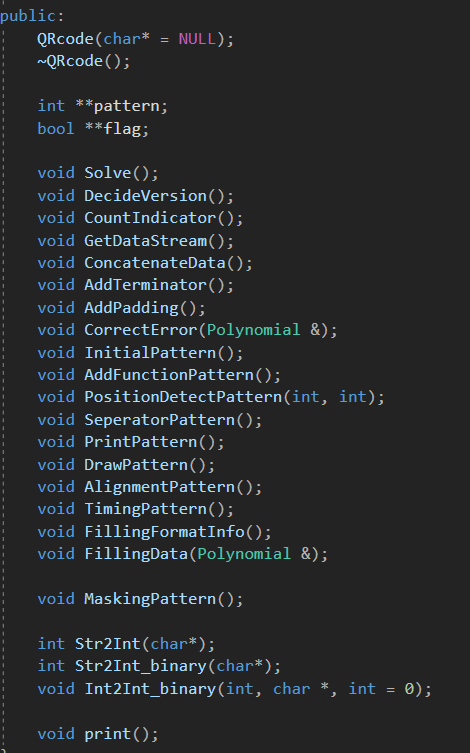 public:
QRcode(char* = NULL);
~QRcode();
int **pattern;
bool **flag;
void Solve();
void DecideVersion();
void CountIndicator();
void GetDataStream();
void ConcatenateData();
void AddTerminator();
void AddPadding();
void CorrectError(Polynomial &);
void InitialPattern();
void AddFunctionPattern();
void PositionDetectPattern(int, int);
void SeperatorPattern();
void PrintPattern();
void DrawPattern();
void AlignmentPattern();
void TimingPattern();
void FillingFormatInfo();
void FillingData(Polynomial &);
void MaskingPattern();
int Str2Int(char*);
int Str2Int_binary(char*);
void Int2Int_binary(int, char *, int = 0);
void print();